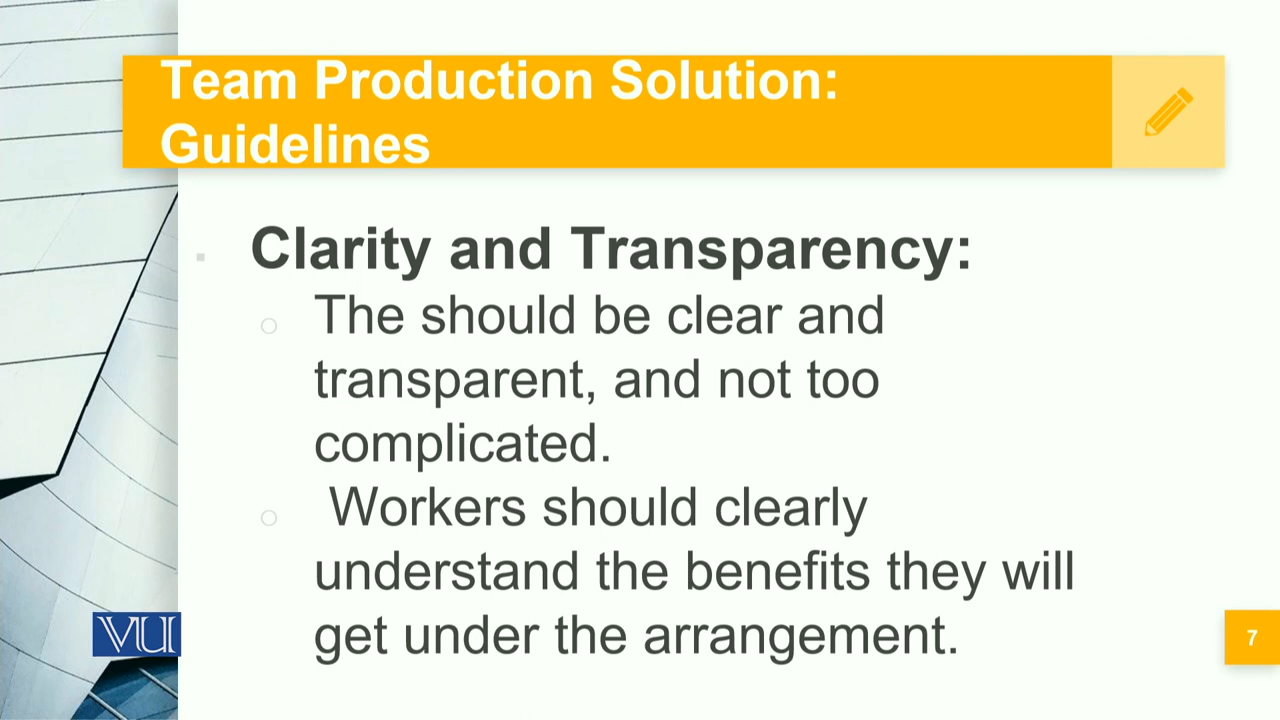 Team Production Solution:
Guidelines
Clarity and Transparency:
The should be clear and
transparent, and not too
complicated.
Workers should clearly
understand the benefits they will
get under the arrangement.
VU
7